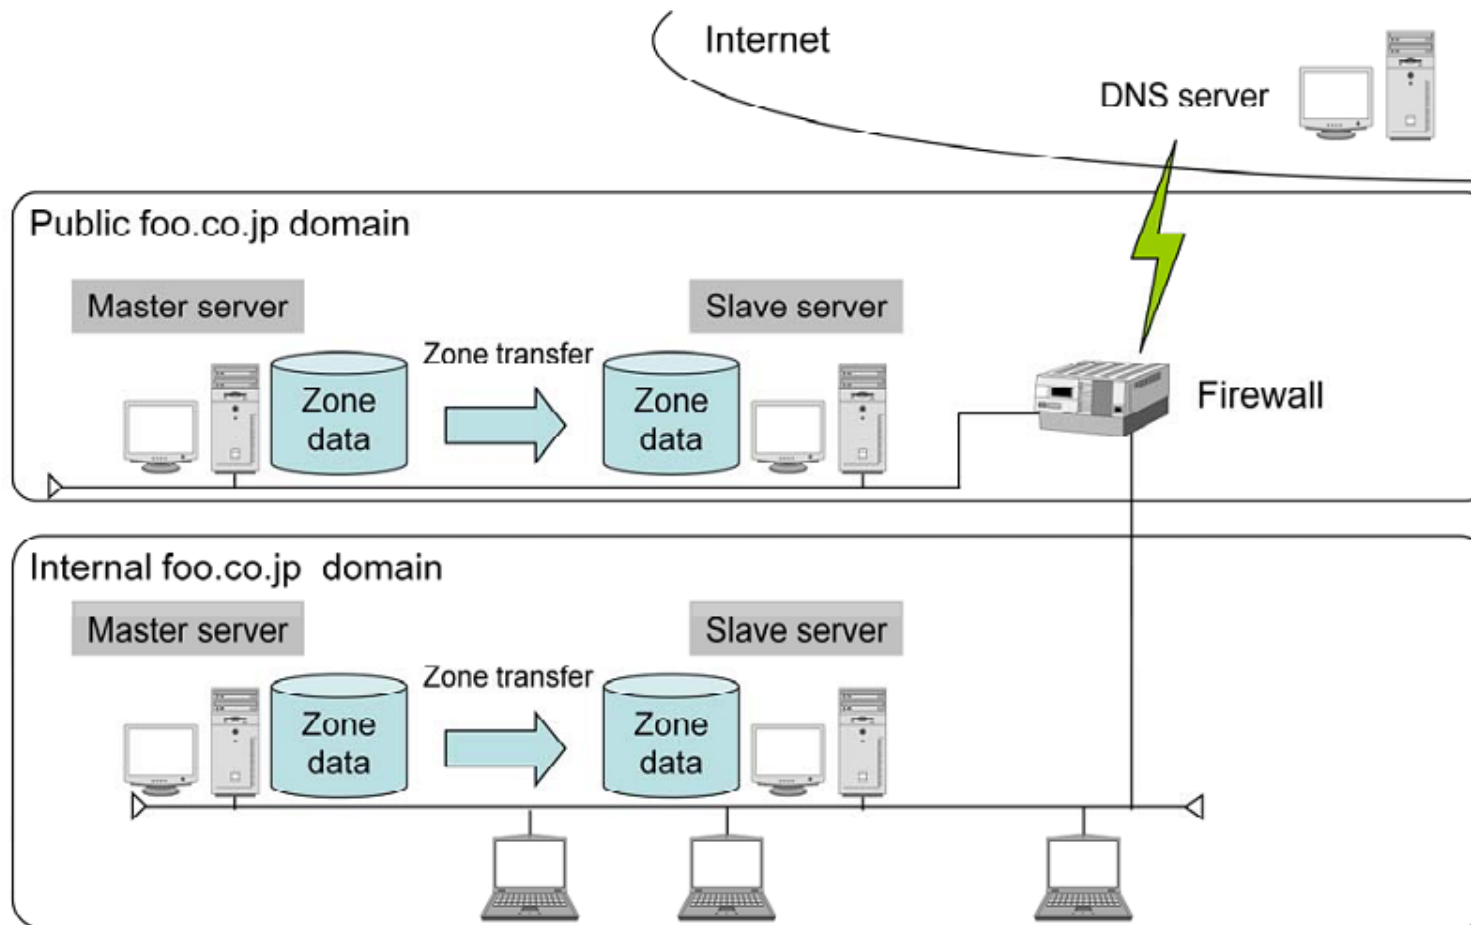 Internet
DNS server
Public foo.co.jp domain
Master server
Slave server
Zone transfer
Zone
data
Zone
data
Firewall
Internal foo.co.jp domain
Master server
Slave server
Zone transfer
Zone
data
Zone
data